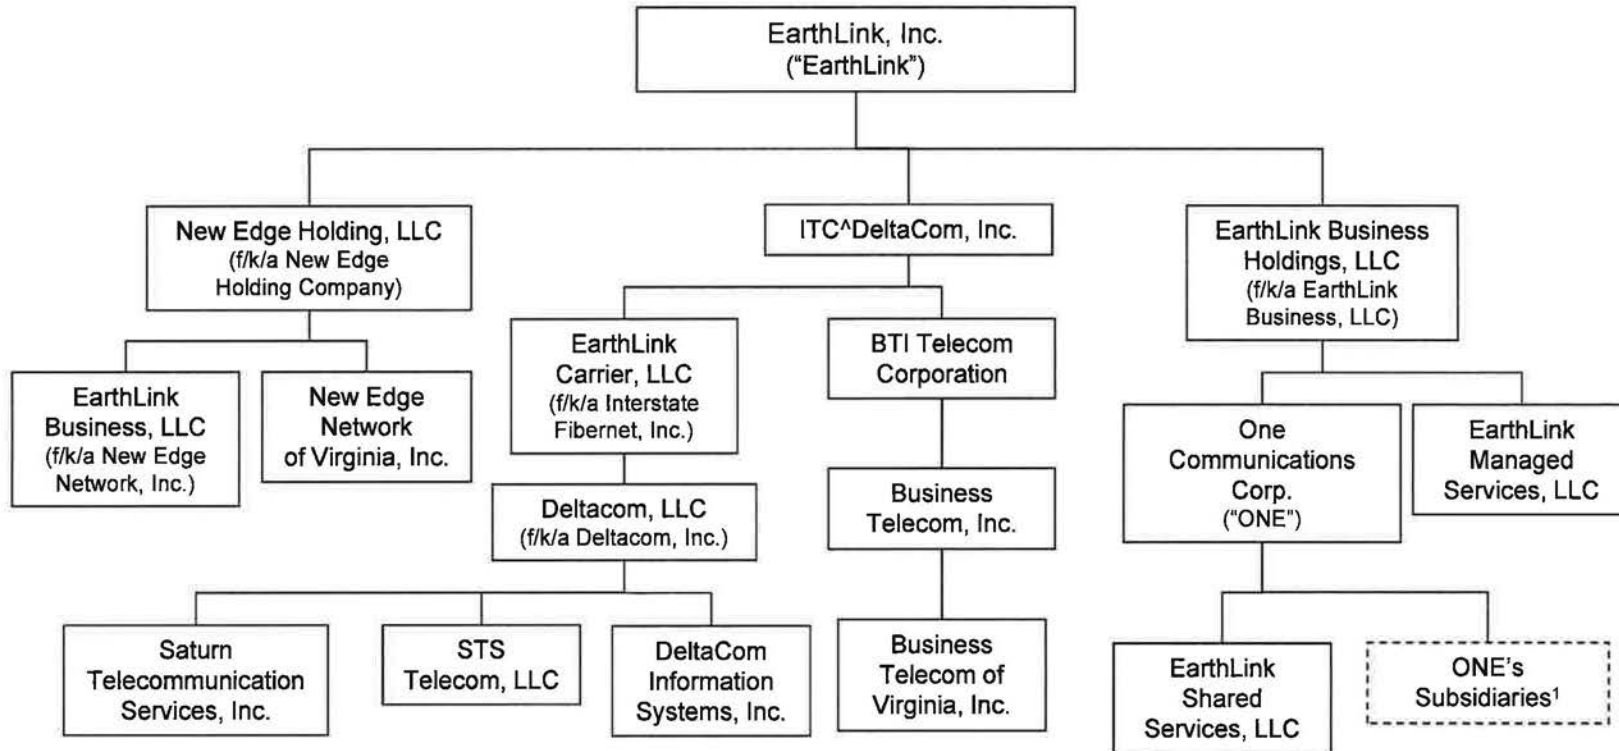 EarthLink, Inc.
("EarthLink")
New Edge Holding, LLC
(f/k/a New Edge
Holding Company)
ITC^DeltaCom, Inc.
EarthLink Business
Holdings, LLC
(f/k/a EarthLink
Business, LLC)
EarthLink
Business, LLC
(f/k/a New Edge
Network, Inc.)
New Edge
Network
of Virginia, Inc.
EarthLink
Carrier, LLC
(f/k/a Interstate
Fibernet, Inc.)
BTI Telecom
Corporation
One
Communications
Corp.
("ONE")
EarthLink
Managed
Services, LLC
Deltacom, LLC
(f/k/a Deltacom, Inc.)
Business
Telecom, Inc.
Saturn
Telecommunication
Services, Inc.
STS
Telecom, LLC
DeltaCom
Information
Systems, Inc.
Business
Telecom of
Virginia, Inc.
EarthLink
Shared
Services, LLC
ONE's
Subsidiaries¹